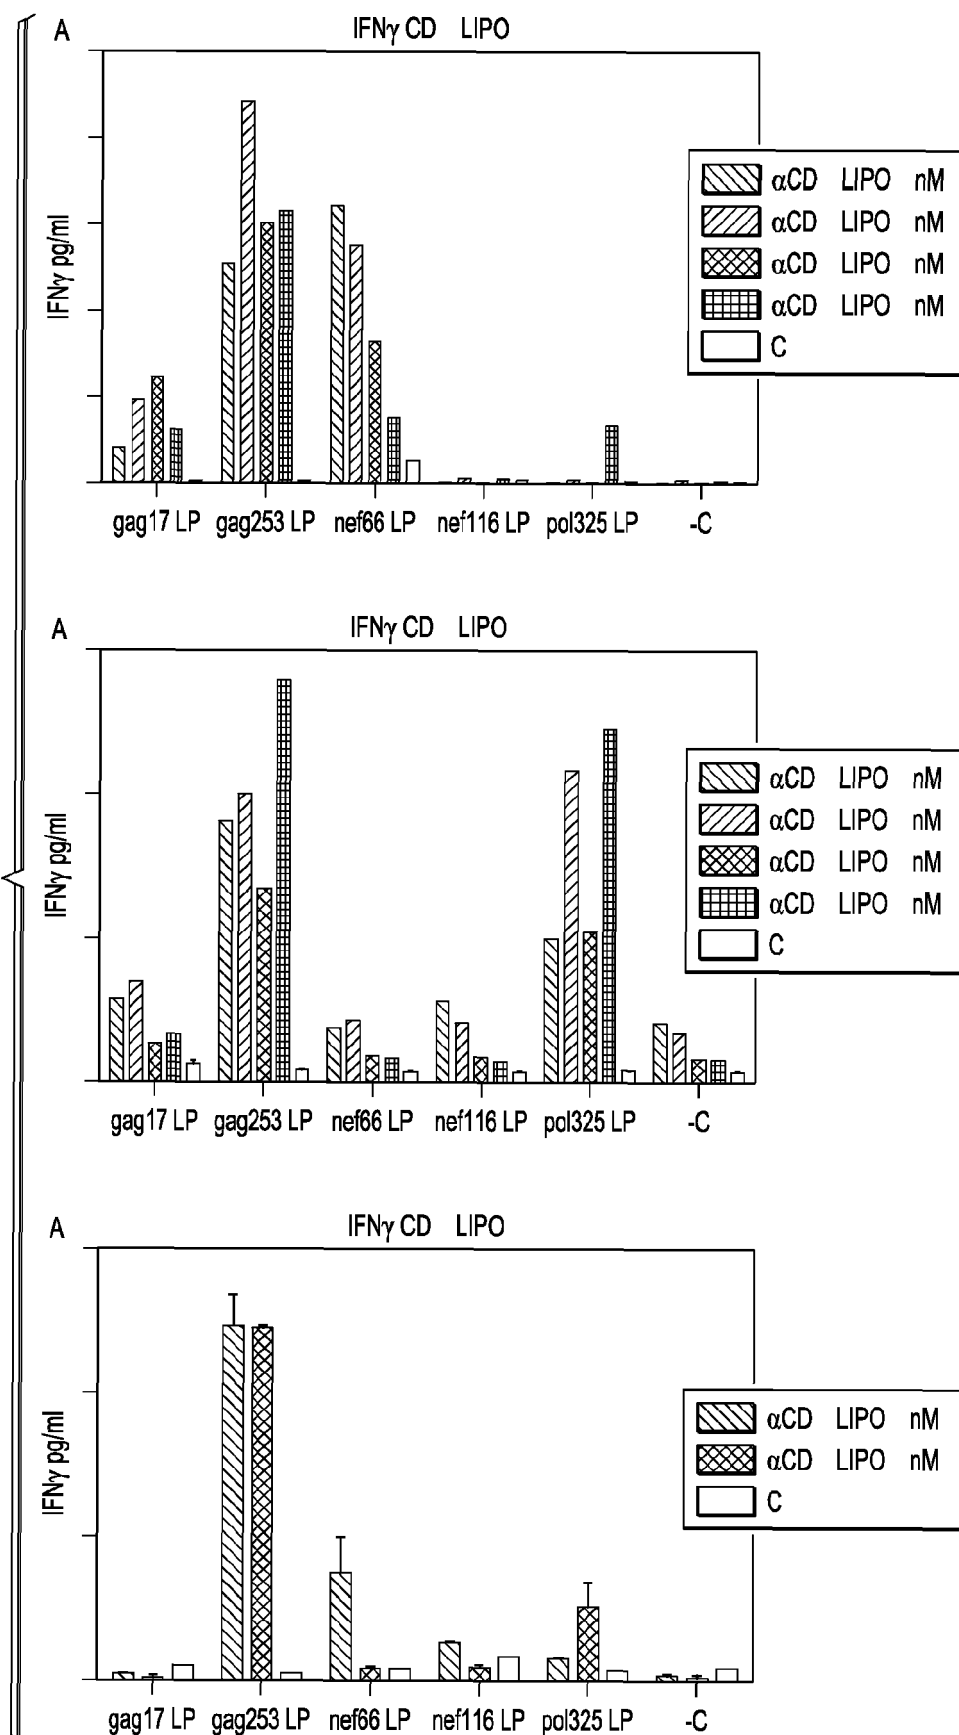 A
IFNγ CD LIPO
IFNγ pg/ml
αCD LIPO nM
αCD LIPO nM
αCD LIPO nM
αCD LIPO nM
C
gag17 LP gag253 LP nef66 LP nef116 LP pol325 LP -C
A
IFNγ CD LIPO
IFNγ pg/ml
αCD LIPO nM
αCD LIPO nM
αCD LIPO nM
αCD LIPO nM
C
gag17 LP gag253 LP nef66 LP nef116 LP pol325 LP -C
A
IFNγ CD LIPO
IFNγ pg/ml
αCD LIPO nM
αCD LIPO nM
C
gag17 LP gag253 LP nef66 LP nef116 LP pol325 LP -C